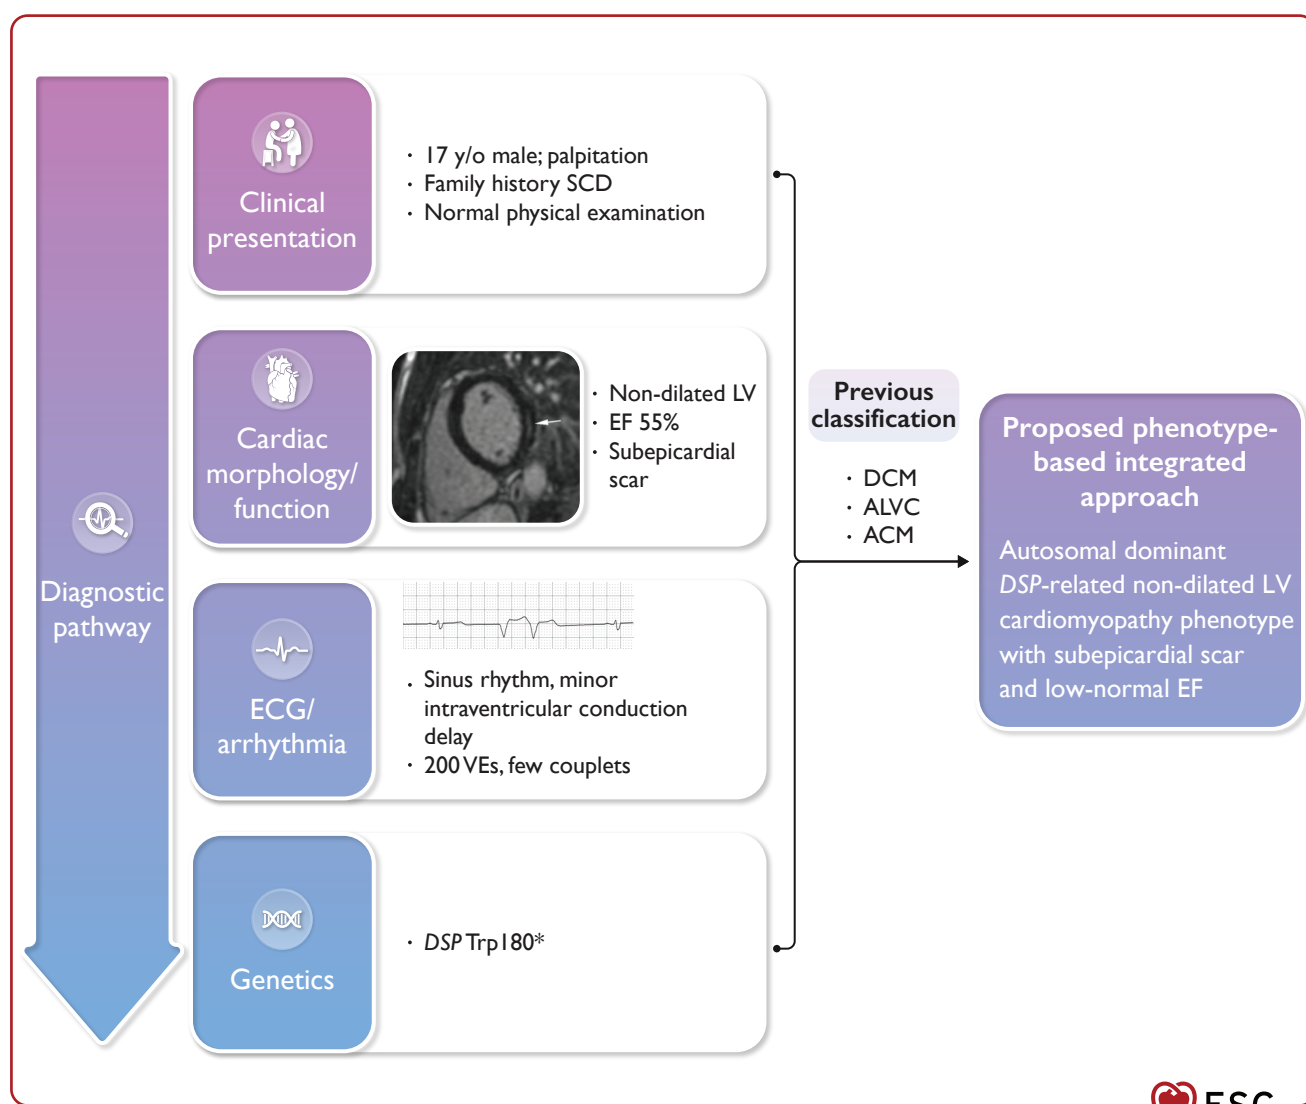 Diagnostic
pathway
Clinical
presentation
· 17 y/o male; palpitation
· Family history SCD
· Normal physical examination
Cardiac
morphology/
function
· Non-dilated LV
· EF 55%
· Subepicardial
scar
ECG/
arrhythmia
· Sinus rhythm, minor
intraventricular conduction
delay
· 200 VEs, few couplets
Genetics
· DSP Trp180*
Previous
classification
· DCM
· ALVC
· ACM
Proposed phenotype-
based integrated
approach
Autosomal dominant
DSP-related non-dilated LV
cardiomyopathy phenotype
with subepicardial scar
and low-normal EF
ESC